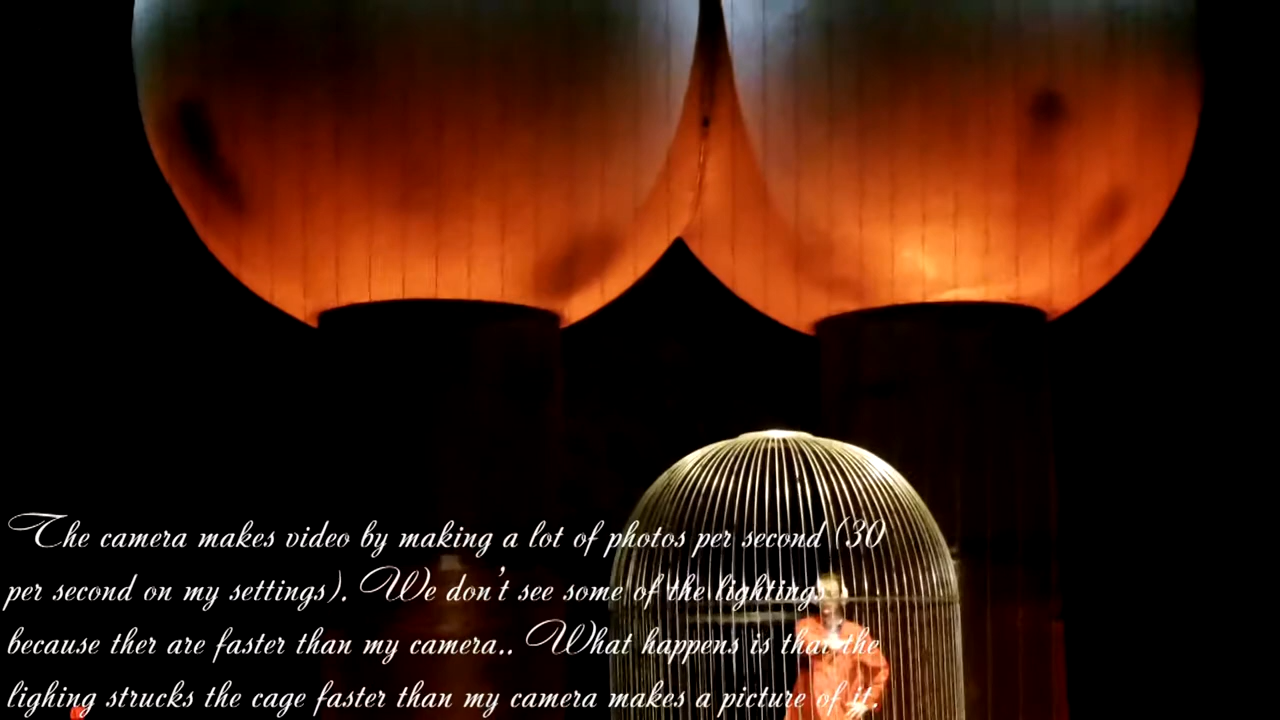 The camera makes video by making a lot of photos per second (30
per second on my settings). We don't see some of the lightings
because ther are faster than my camera.. What happens is that the
lighing strucks the cage faster than my camera makes a picture of it.